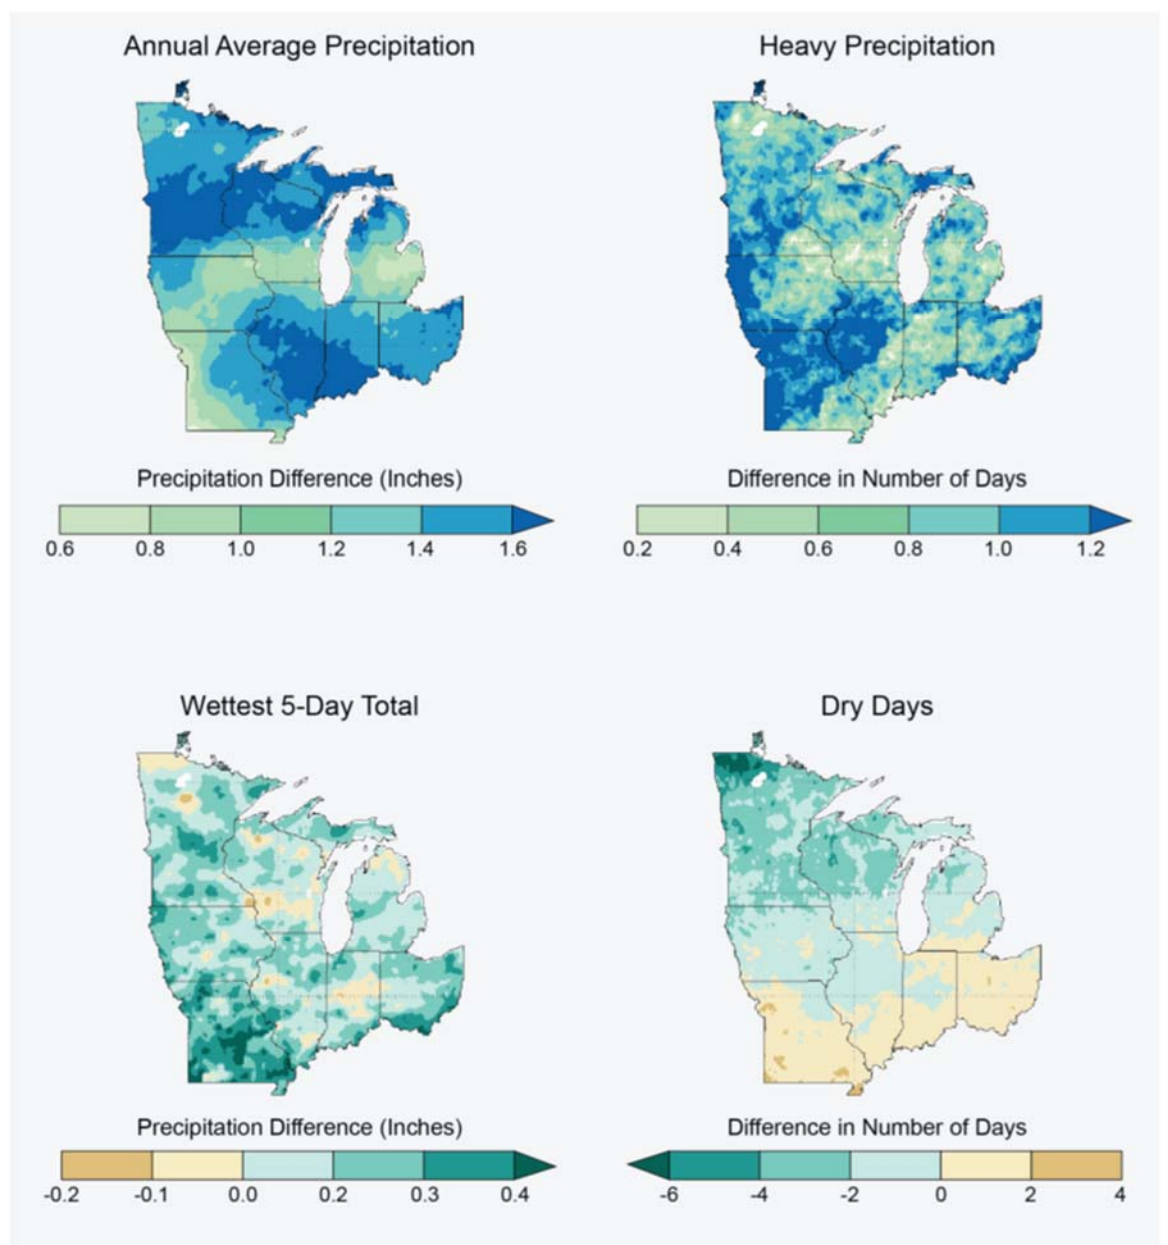 Annual Average Precipitation
Heavy Precipitation
Precipitation Difference (Inches)
Difference in Number of Days
0.6 0.8 1.0 1.2 1.4 1.6
0.2 0.4 0.6 0.8 1.0 1.2
Wettest 5-Day Total
Dry Days
Precipitation Difference (Inches)
Difference in Number of Days
-0.2 -0.1 0.0 0.2 0.3 0.4
-6 -4 -2 0 2 4